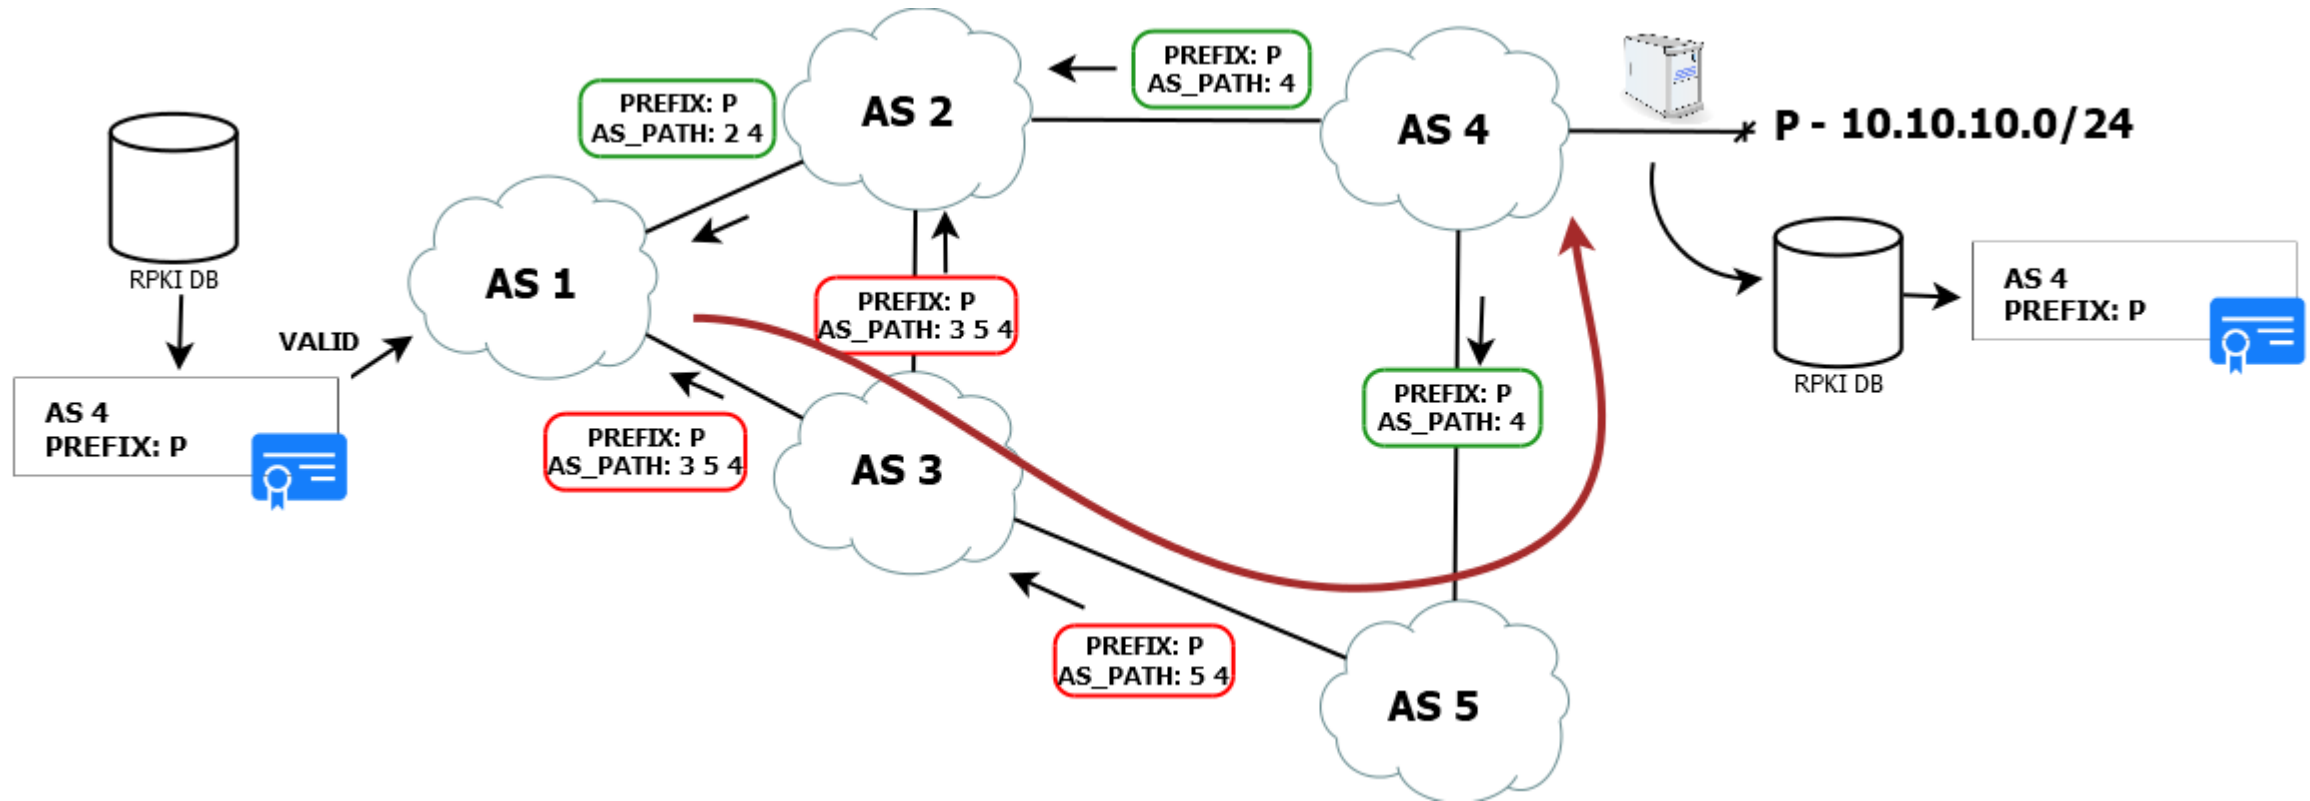 PREFIX: P
AS_PATH: 4
PREFIX: P
AS_PATH: 2 4
AS 2
AS 4
P - 10.10.10.0/24
RPKI DB
AS 1
PREFIX: P
AS_PATH: 3 5 4
VALID
AS 4
PREFIX: P
AS 4
PREFIX: P
RPKI DB
PREFIX: P
AS_PATH: 4
PREFIX: P
AS_PATH: 3 5 4
AS 3
PREFIX: P
AS_PATH: 5 4
AS 5